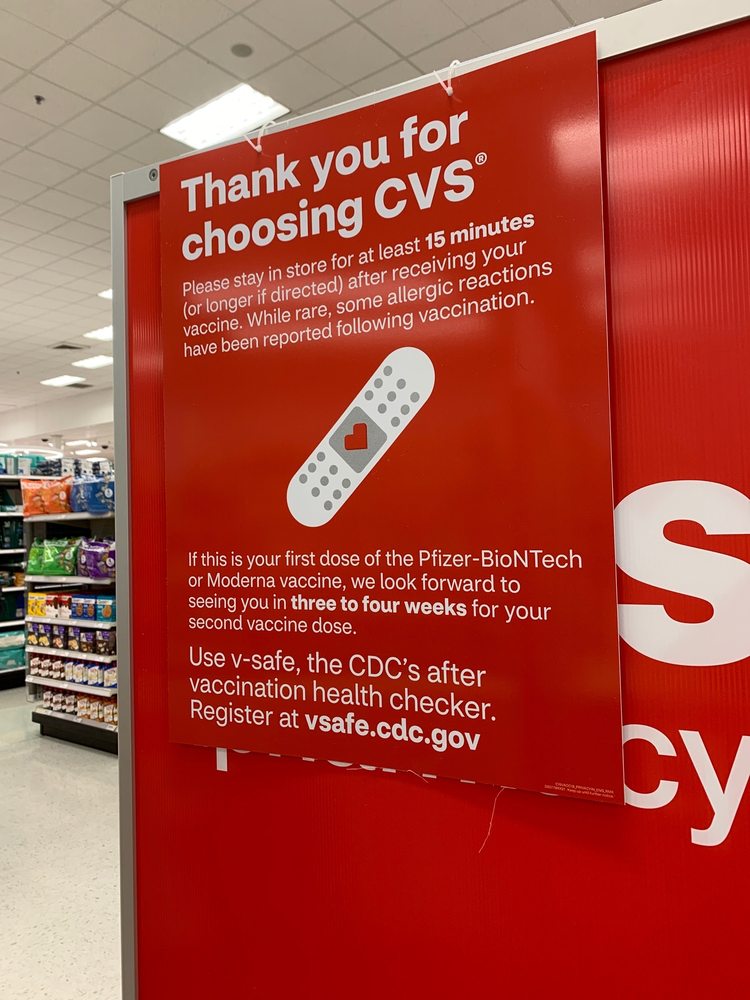 Thank you for
choosing CVS®
Please stay in store for at least 15 minutes
(or longer if directed) after receiving your
vaccine. While rare, some allergic reactions
have been reported following vaccination.
If this is your first dose of the Pfizer-BioNTech
or Moderna vaccine, we look forward to
seeing you in three to four weeks for your
second vaccine dose.
Use v-safe, the CDC's after
vaccination health checker.
Register at vsafe.cdc.gov
s
cy